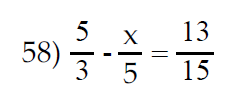 58) 5/3 - x/5 = 13/15